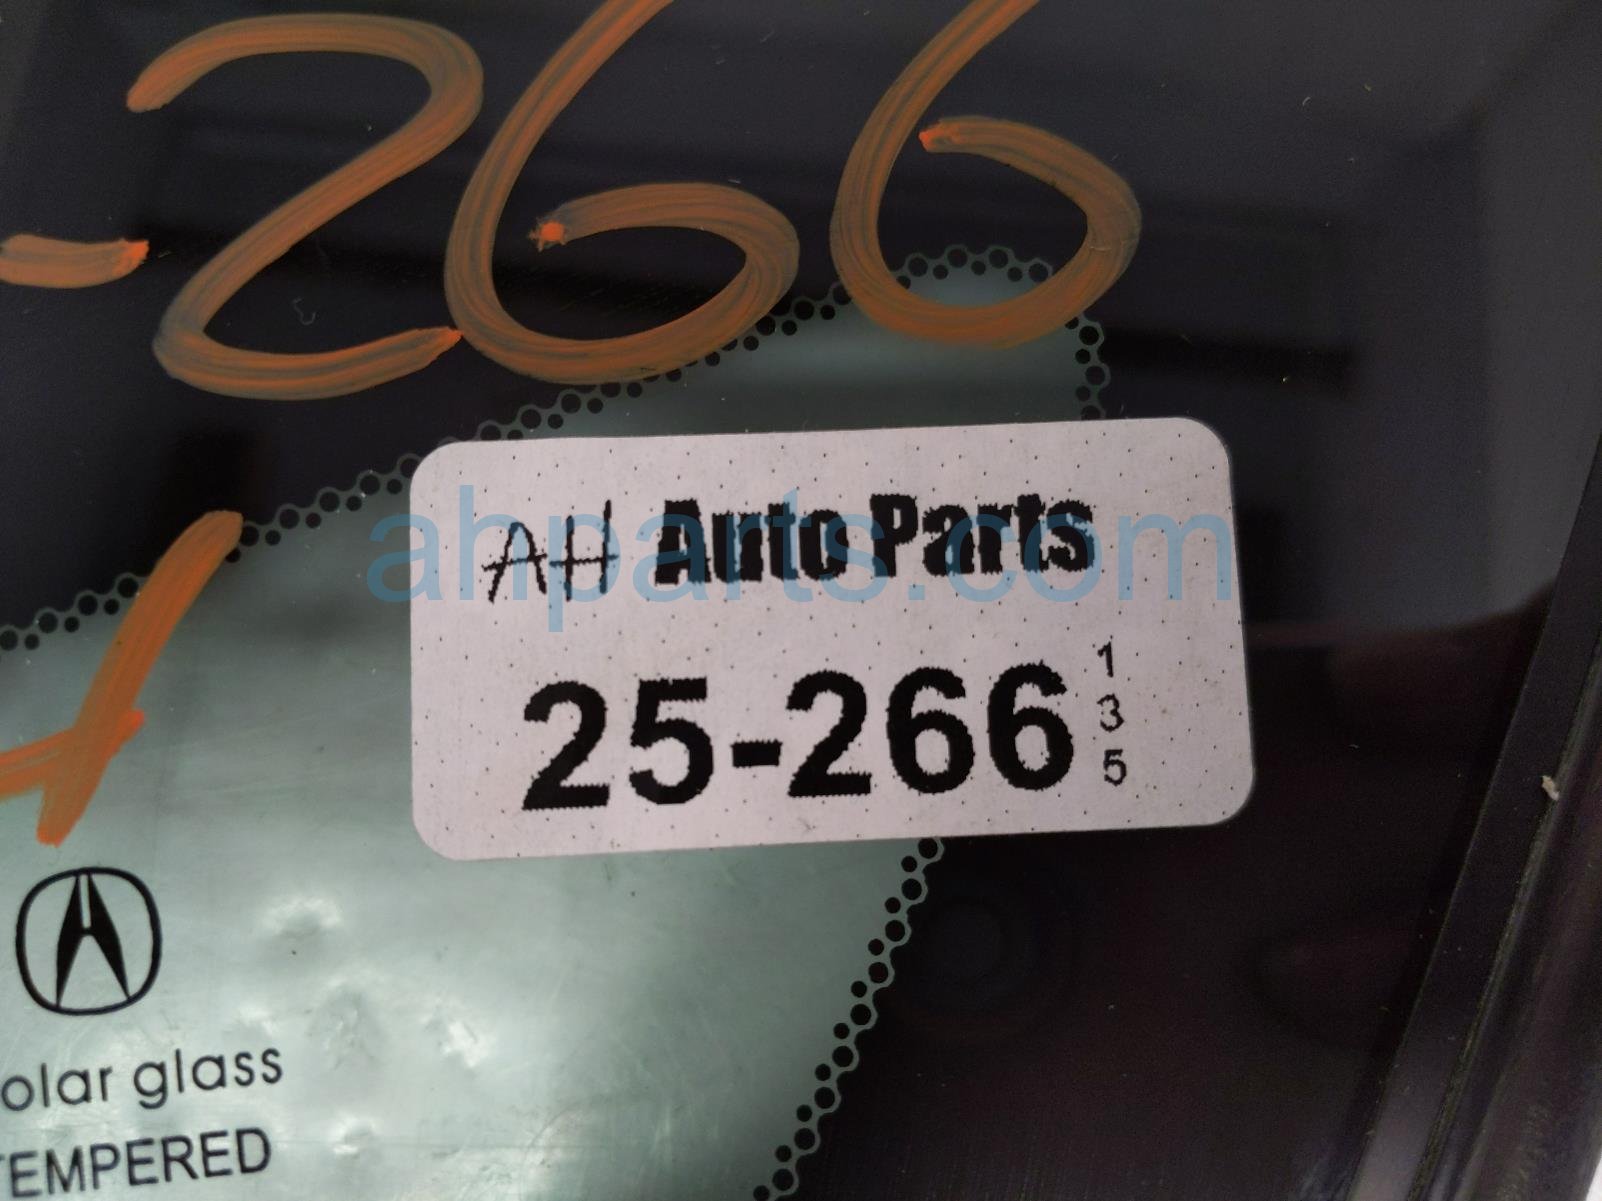 -266
AH Auto Parts
ahparts.com
25-266
1
3
5
olar glass
TEMPERED